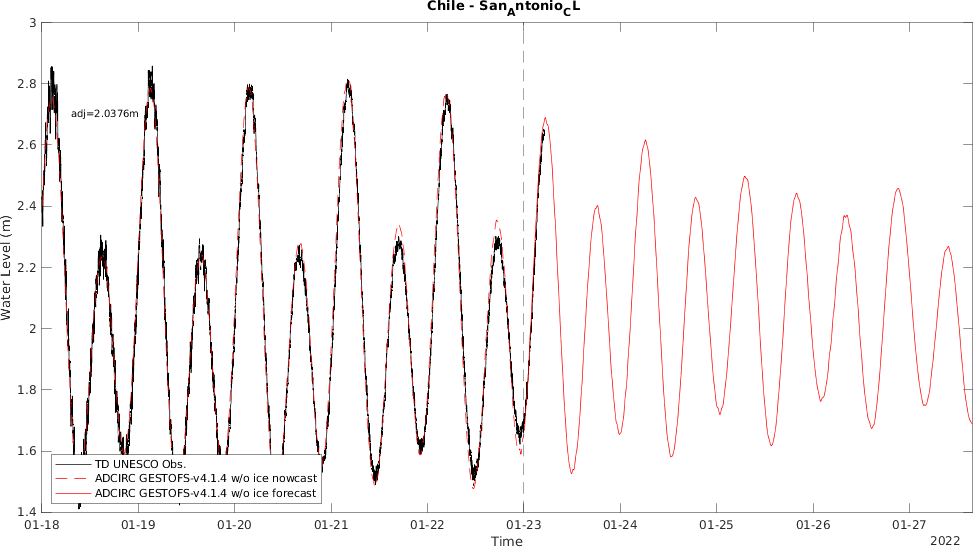 Chile - San_Antonio_CL
3
2.8
2.6
2.4
2.2
2
1.8
1.6
1.4
Water Level (m)
adj=2.0376m
TD UNESCO Obs.
ADCIRC GESTOFS-v4.1.4 w/o ice nowcast
ADCIRC GESTOFS-v4.1.4 w/o ice forecast
01-18 01-19 01-20 01-21 01-22 01-23 01-24 01-25 01-26 01-27
Time
2022